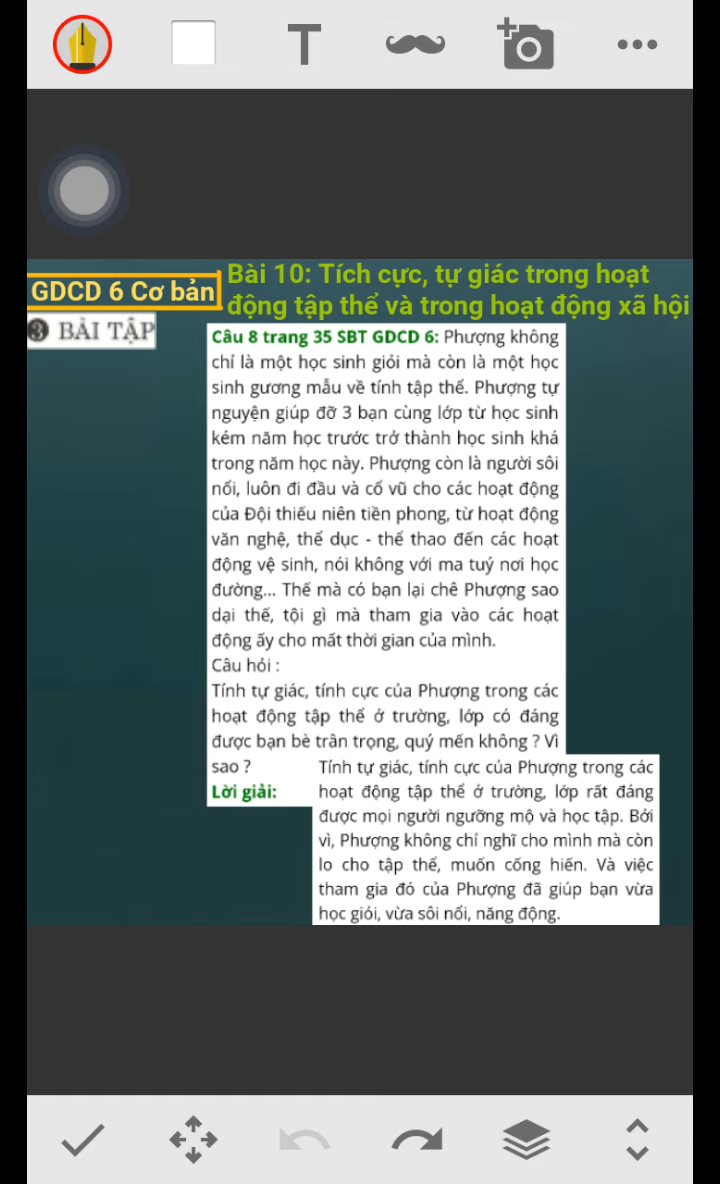 T
GDCD 6 Cơ bản
Bài 10: Tích cực, tự giác trong hoạt
động tập thể và trong hoạt động xã hội
3 BÀI TẬP
Câu 8 trang 35 SBT GDCD 6: Phượng không
chỉ là một học sinh giỏi mà còn là một học
sinh gương mẫu về tính tập thể. Phượng tự
nguyện giúp đỡ 3 bạn cùng lớp từ học sinh
kém năm học trước trở thành học sinh khá
trong năm học này. Phượng còn là người sôi
nổi, luôn đi đầu và cổ vũ cho các hoạt động
của Đội thiếu niên tiền phong, từ hoạt động
văn nghệ, thể dục - thể thao đến các hoạt
động vệ sinh, nói không với ma tuý nơi học
đường... Thế mà có bạn lại chê Phượng sao
dại thế, tội gì mà tham gia vào các hoạt
động ấy cho mất thời gian của mình.
Câu hỏi :
Tính tự giác, tính cực của Phượng trong các
hoạt động tập thể ở trường, lớp có đáng
được bạn bè trân trọng, quý mến không ? Vì
sao ?
Lời giải:
Tính tự giác, tính cực của Phượng trong các
hoạt động tập thể ở trường, lớp rất đáng
được mọi người ngưỡng mộ và học tập. Bởi
vì, Phượng không chỉ nghĩ cho mình mà còn
lo cho tập thể, muốn cống hiến. Và việc
tham gia đó của Phượng đã giúp bạn vừa
học giỏi, vừa sôi nổi, năng động.